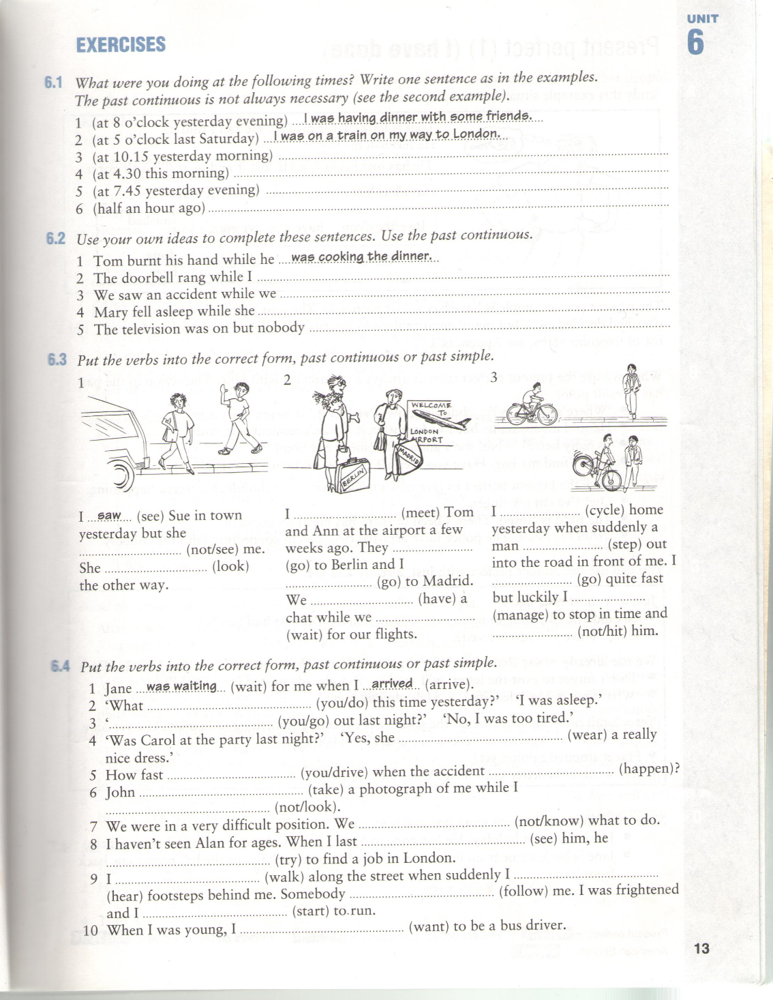 UNIT
6
EXERCISES
6.1 What were you doing at the following times? Write one sentence as in the examples.
The past continuous is not always necessary (see the second example).
1 (at 8 o'clock yesterday evening) ...I was having dinner with some friends....
2 (at 5 o'clock last Saturday) ...I was on a train on my way to London....
3 (at 10.15 yesterday morning) ..............................
4 (at 4.30 this morning) ..............................
5 (at 7.45 yesterday evening) ..............................
6 (half an hour ago) ..............................
6.2 Use your own ideas to complete these sentences. Use the past continuous.
1 Tom burnt his hand while he ....was cooking the dinner....
2 The doorbell rang while I ..............................
3 We saw an accident while we ..............................
4 Mary fell asleep while she ..............................
5 The television was on but nobody ..............................
6.3 Put the verbs into the correct form, past continuous or past simple.
1
I ...saw... (see) Sue in town
yesterday but she
.............................. (not/see) me.
She .............................. (look)
the other way.
2
WELCOME
TO
LONDON
AIRPORT
MADRID
BERLIN
I .............................. (meet) Tom
and Ann at the airport a few
weeks ago. They ........................
(go) to Berlin and I
.......................... (go) to Madrid.
We .............................. (have) a
chat while we ..............................
(wait) for our flights.
3
I ........................ (cycle) home
yesterday when suddenly a
man ........................ (step) out
into the road in front of me. I
........................ (go) quite fast
but luckily I ......................
(manage) to stop in time and
........................ (not/hit) him.
6.4 Put the verbs into the correct form, past continuous or past simple.
1 Jane ...was waiting... (wait) for me when I ...arrived... (arrive).
2 ‘What .............................. (you/do) this time yesterday?’ ‘I was asleep.’
3 ‘.............................. (you/go) out last night?’ ‘No, I was too tired.’
4 ‘Was Carol at the party last night?’ ‘Yes, she .............................. (wear) a really
nice dress.’
5 How fast .............................. (you/drive) when the accident .............................. (happen)?
6 John .............................. (take) a photograph of me while I
.............................. (not/look).
7 We were in a very difficult position. We .............................. (not/know) what to do.
8 I haven't seen Alan for ages. When I last .............................. (see) him, he
.............................. (try) to find a job in London.
9 I .............................. (walk) along the street when suddenly I ..............................
(hear) footsteps behind me. Somebody .............................. (follow) me. I was frightened
and I .............................. (start) to run.
10 When I was young, I .............................. (want) to be a bus driver.
13